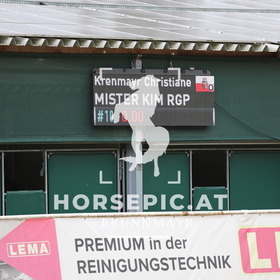 Krenmayr Christiane
MISTER KIM RGP
HORSEPIC.AT
LEMA
PREMIUM in der
REINIGUNGSTECHNIK
L